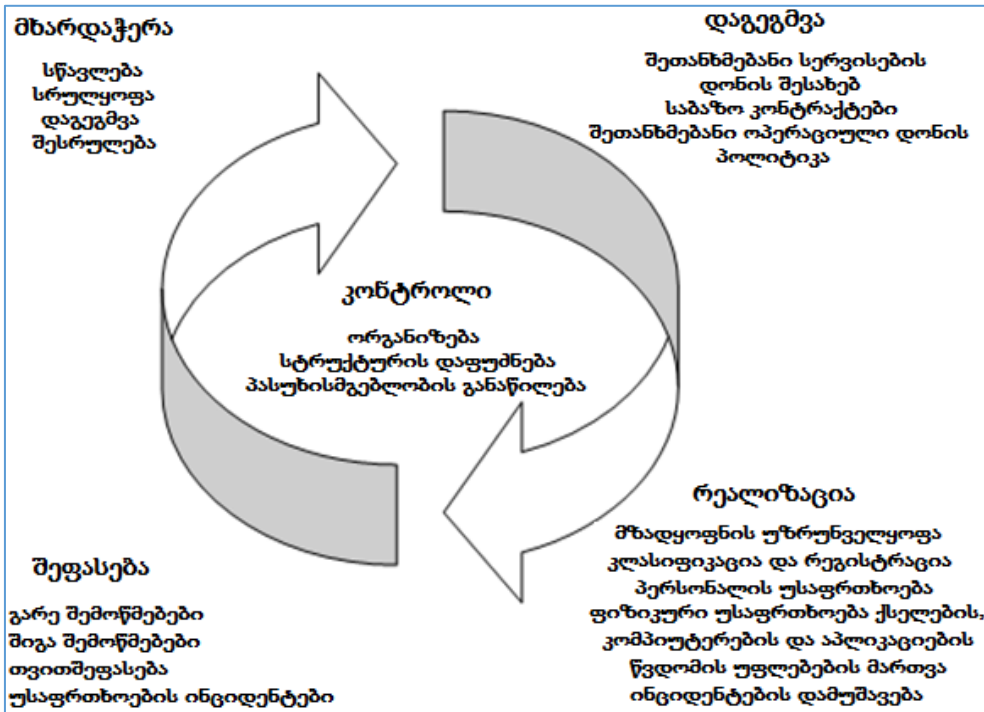 მხარდაჭერა
სწავლება
სრულყოფა
დაგეგმვა
შესრულება
დაგეგმვა
შეთანხმებანი სერვისების
დონის შესახებ
საბაზო კონტრაქტები
შეთანხმებანი ოპერაციული დონის
პოლიტიკა
კონტროლი
ორგანიზება
სტრუქტურის დაფუძნება
პასუხისმგებლობის განაწილება
შეფასება
გარე შემოწმებები
შიგა შემოწმებები
თვითშეფასება
უსაფრთხოების ინციდენტები
რეალიზაცია
მზადყოფნის უზრუნველყოფა
კლასიფიკაცია და რეგისტრაცია
პერსონალის უსაფრთხოება
ფიზიკური უსაფრთხოება ქსელების,
კომპიუტერების და აპლიკაციების
წვდომის უფლებების მართვა
ინციდენტების დამუშავება